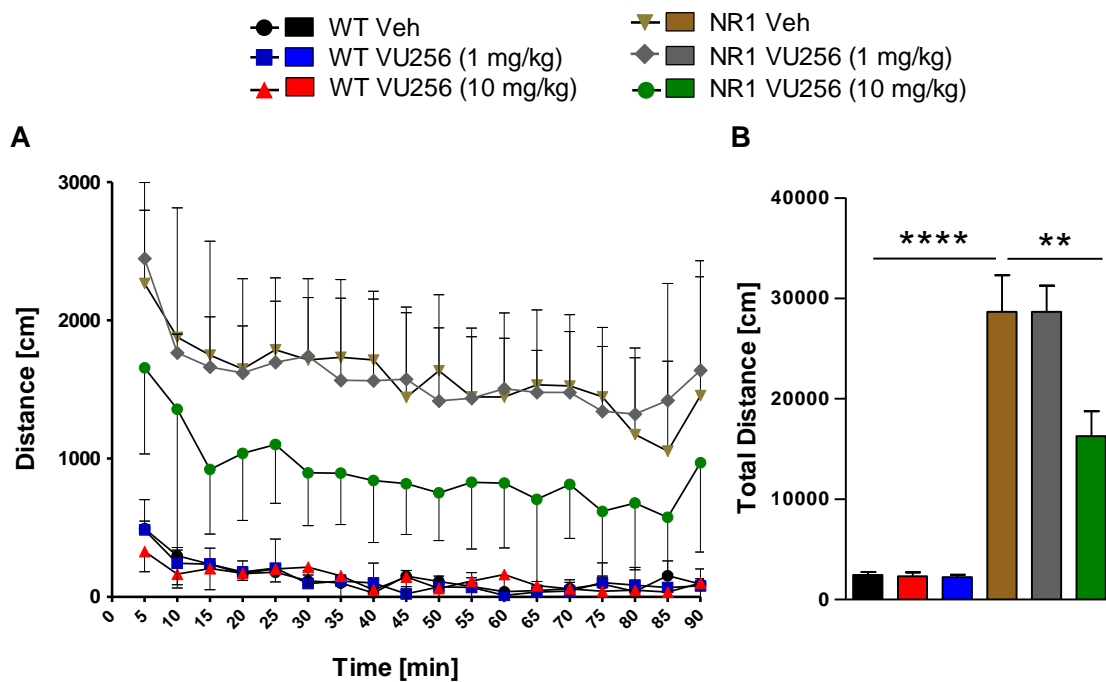 WT Veh
WT VU256 (1 mg/kg)
WT VU256 (10 mg/kg)
NR1 Veh
NR1 VU256 (1 mg/kg)
NR1 VU256 (10 mg/kg)
A
Distance [cm]
3000
2000
1000
0
0 5 10 15 20 25 30 35 40 45 50 55 60 65 70 75 80 85 90
Time [min]
B
Total Distance [cm]
40000
30000
20000
10000
0
**** **